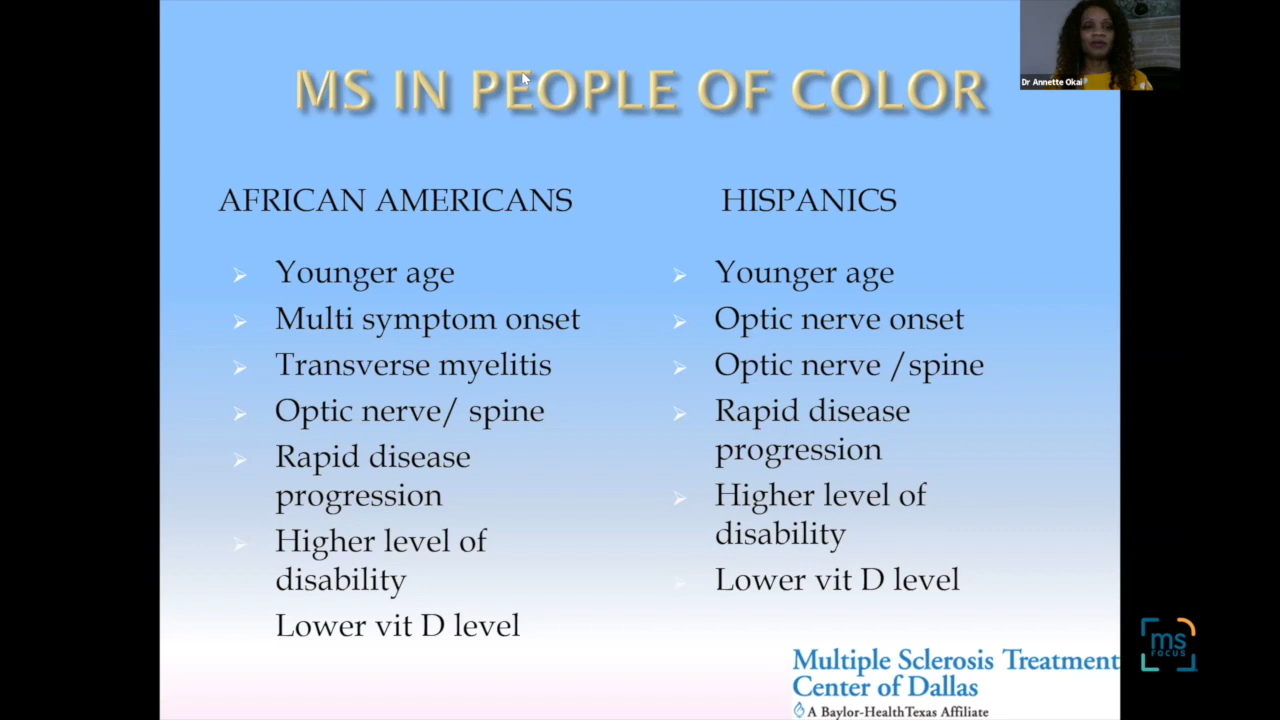 MS IN PEOPLE OF COLOR
Dr Annette Okai
AFRICAN AMERICANS
Younger age
Multi symptom onset
Transverse myelitis
Optic nerve/ spine
Rapid disease
progression
Higher level of
disability
Lower vit D level
HISPANICS
Younger age
Optic nerve onset
Optic nerve /spine
Rapid disease
progression
Higher level of
disability
Lower vit D level
Multiple Sclerosis Treatment
Center of Dallas
A Baylor-HealthTexas Affiliate
ms
FOCUS